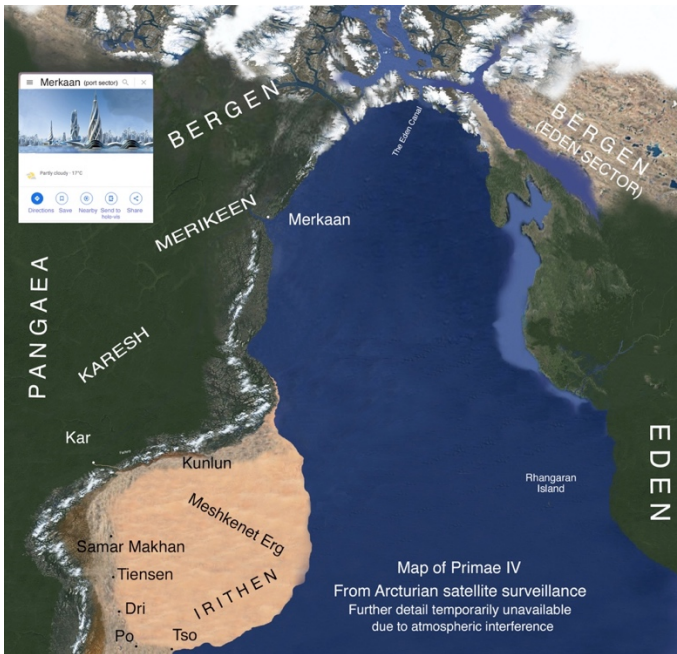 Merkaan (port sector)
Partly cloudy · 17°C
Directions
Save
Nearby
Send to
holo-vis
Share
BERGEN
The Eden Canal
BERGEN
(EDEN SECTOR)
MERIKEEN
Merkaan
PANGAEA
KARESH
Kar
Kunlun
EDEN
Meshkenet Erg
Rhangaran
Island
Samar Makhan
Tiensen
IRITHEN
Dri
Po
Tso
Map of Primae IV
From Arcturian satellite surveillance
Further detail temporarily unavailable
due to atmospheric interference